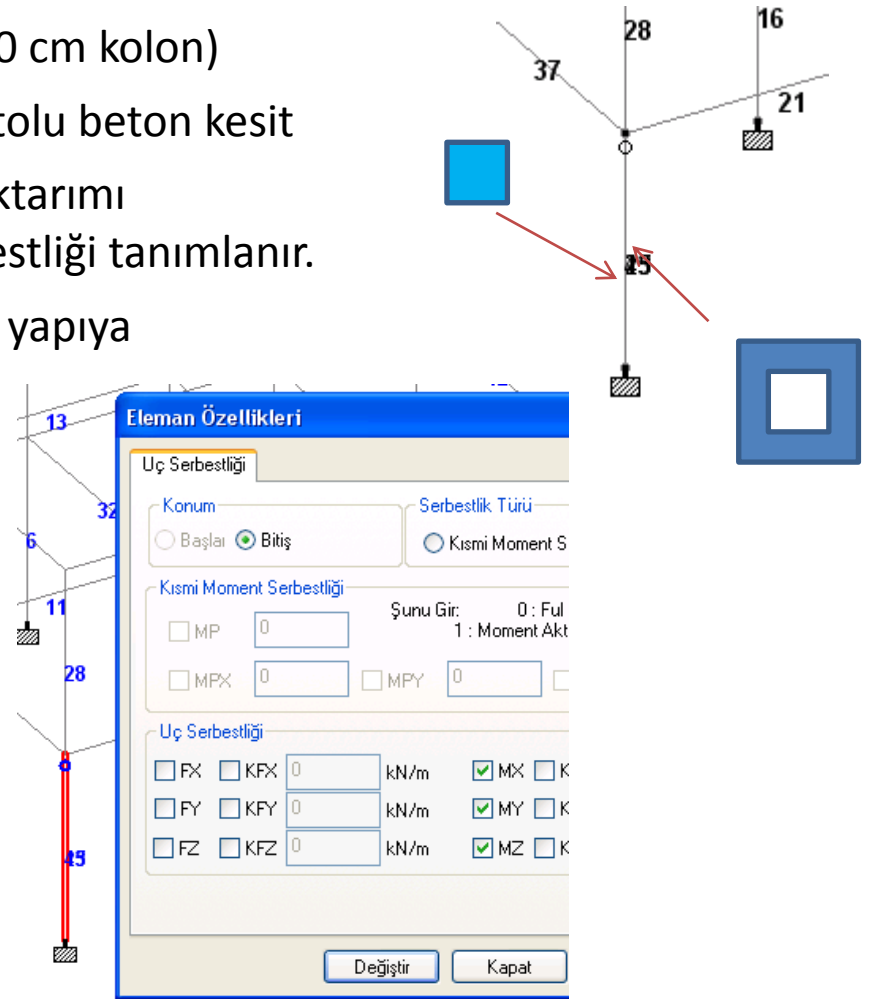 0 cm kolon)
tolu beton kesit
ktarımı
estliği tanımlanır.
yapıya
28
16
37
21
13
32
6
11
28
Eleman Özellikleri
Uç Serbestliği
Konum
Başlaı
Bitiş
Serbestlik Türü
Kısmi Moment S
Kısmi Moment Serbestliği
Şunu Gir: 0 : Ful
1 : Moment Akt
MP 0
MPX 0 MPY 0
Uç Serbestliği
FX KFX 0 kN/m MX K
FY KFY 0 kN/m MY K
FZ KFZ 0 kN/m MZ K
Değiştir Kapat